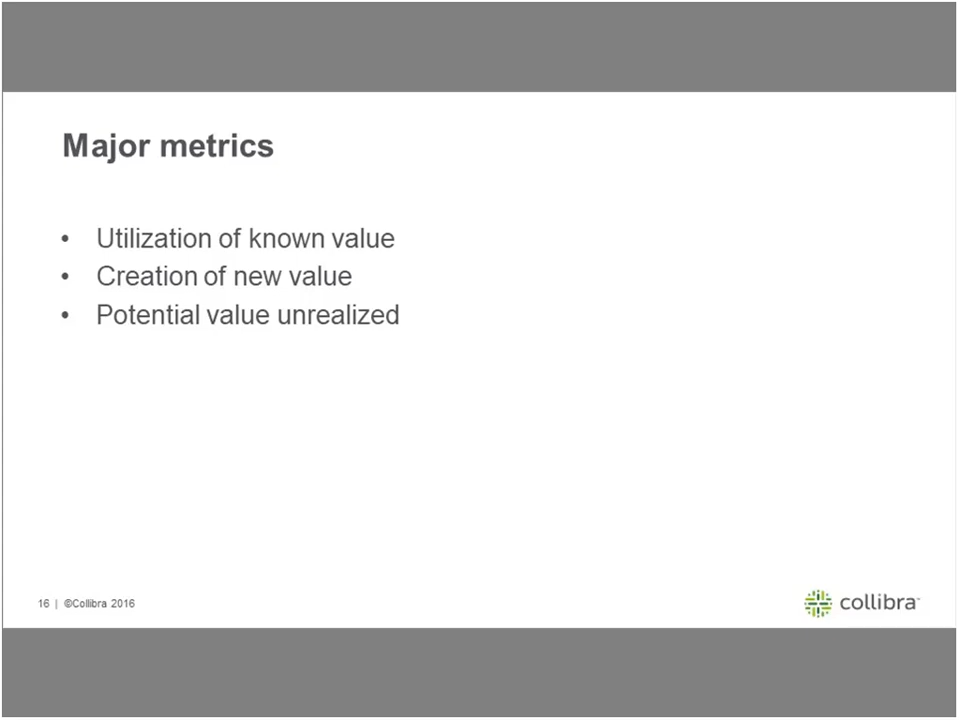 Major metrics
• Utilization of known value
• Creation of new value
• Potential value unrealized
16 | ©Collibra 2016
collibra